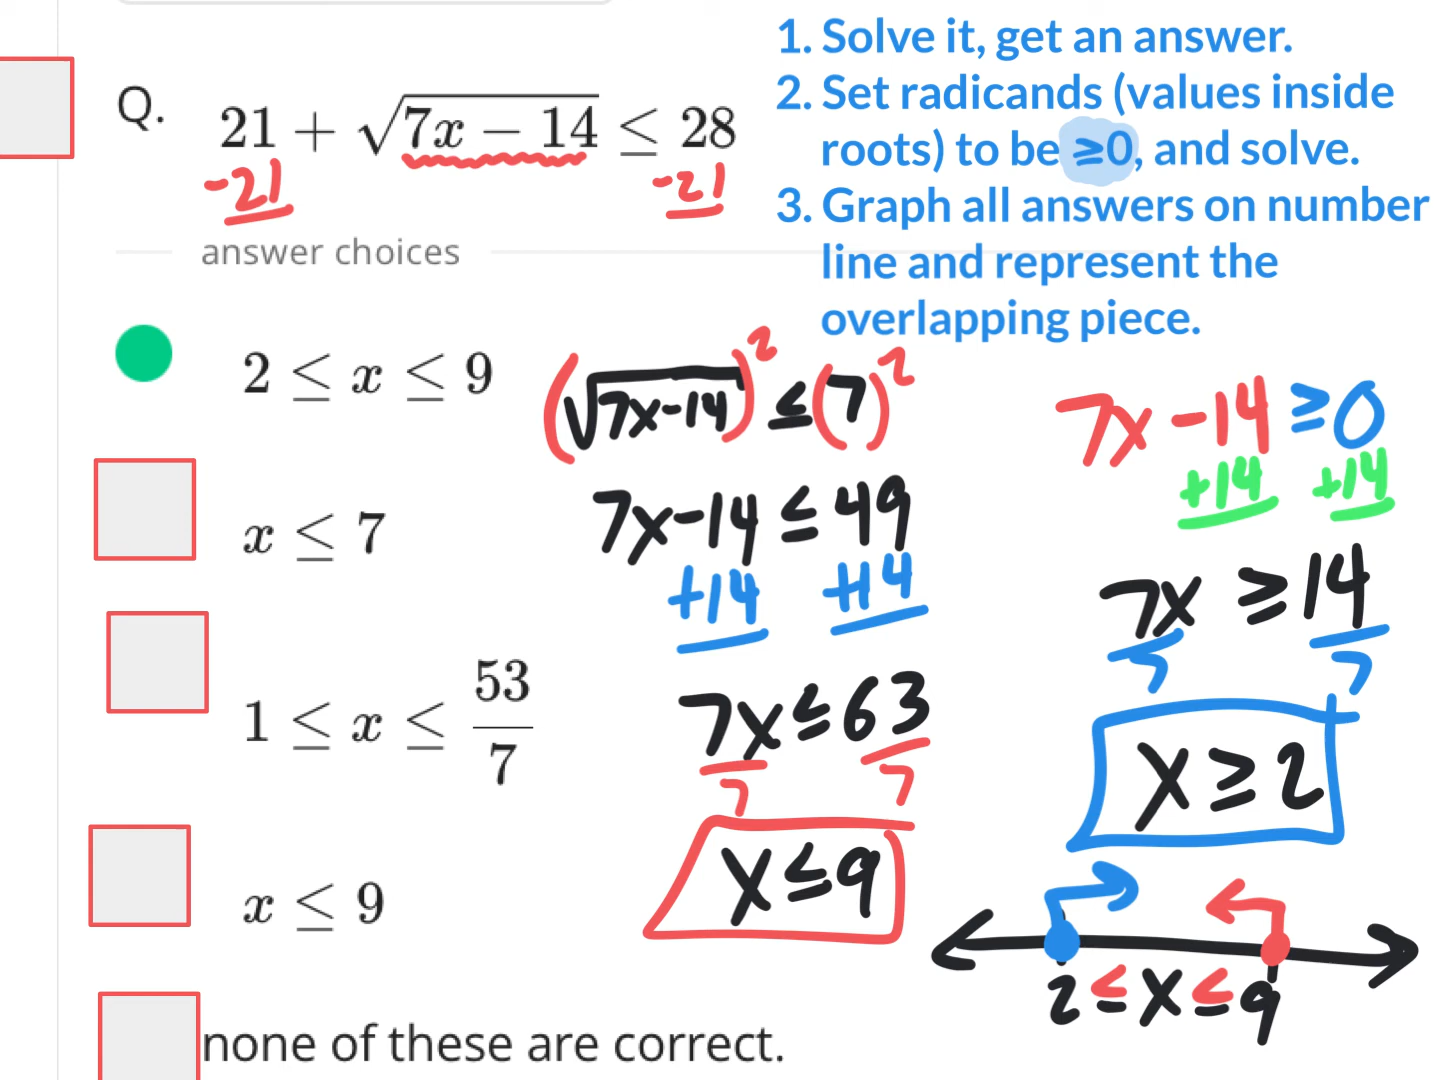 1. Solve it, get an answer.
2. Set radicands (values inside
roots) to be ≥0, and solve.
3. Graph all answers on number
line and represent the
overlapping piece.
Q. 21 + √(7x − 14) ≤ 28
-21 -21
answer choices
2 ≤ x ≤ 9
x ≤ 7
1 ≤ x ≤ 53/7
x ≤ 9
none of these are correct.
(√(7x-14))² ≤ (7)²
7x-14 ≤ 49
+14 +14
7x ≤ 63
7 7
x ≤ 9
7x-14 ≥0
+14 +14
7x ≥ 14
7 7
x ≥ 2
2 ≤ x ≤ 9